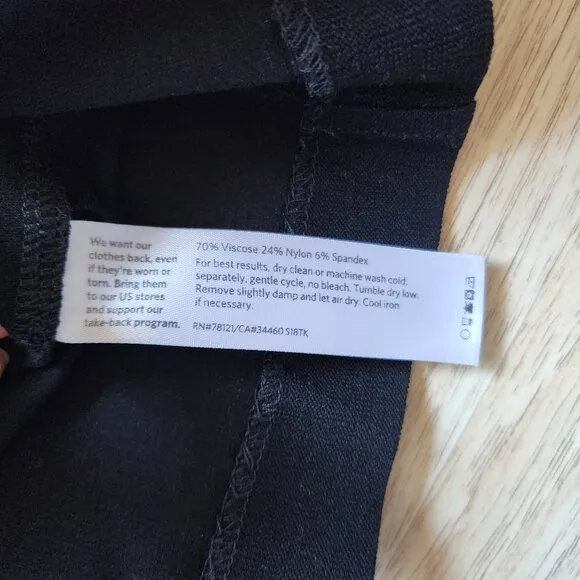 We want our
clothes back, even
if they're worn or
torn. Bring them
to our US stores
and support our
take-back program.
70% Viscose 24% Nylon 6% Spandex
For best results, dry clean or machine wash cold,
separately, gentle cycle, no bleach. Tumble dry low.
Remove slightly damp and let air dry. Cool iron
if necessary.
RN#78121/CA#34460 S18TK